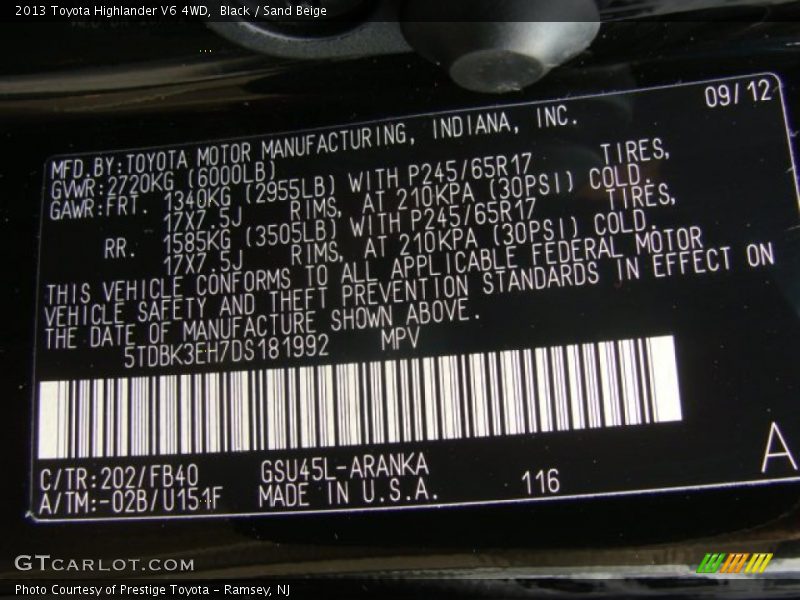 2013 Toyota Highlander V6 4WD, Black / Sand Beige
09/12
MFD.BY:TOYOTA MOTOR MANUFACTURING, INDIANA, INC.
GVWR:2720KG (6000LB)
GAWR:FRT. 1340KG (2955LB) WITH P245/65R17 TIRES,
17X7.5J RIMS, AT 210KPA (30PSI) COLD.
RR. 1585KG (3505LB) WITH P245/65R17 TIRES,
17X7.5J RIMS, AT 210KPA (30PSI) COLD.
THIS VEHICLE CONFORMS TO ALL APPLICABLE FEDERAL MOTOR
VEHICLE SAFETY AND THEFT PREVENTION STANDARDS IN EFFECT ON
THE DATE OF MANUFACTURE SHOWN ABOVE.
5TDBK3EH7DS181992 MPV
C/TR:202/FB40 GSU45L-ARANKA
A/TM:-02B/U151F MADE IN U.S.A. 116
A
GTCARLOT.COM
Photo Courtesy of Prestige Toyota - Ramsey, NJ